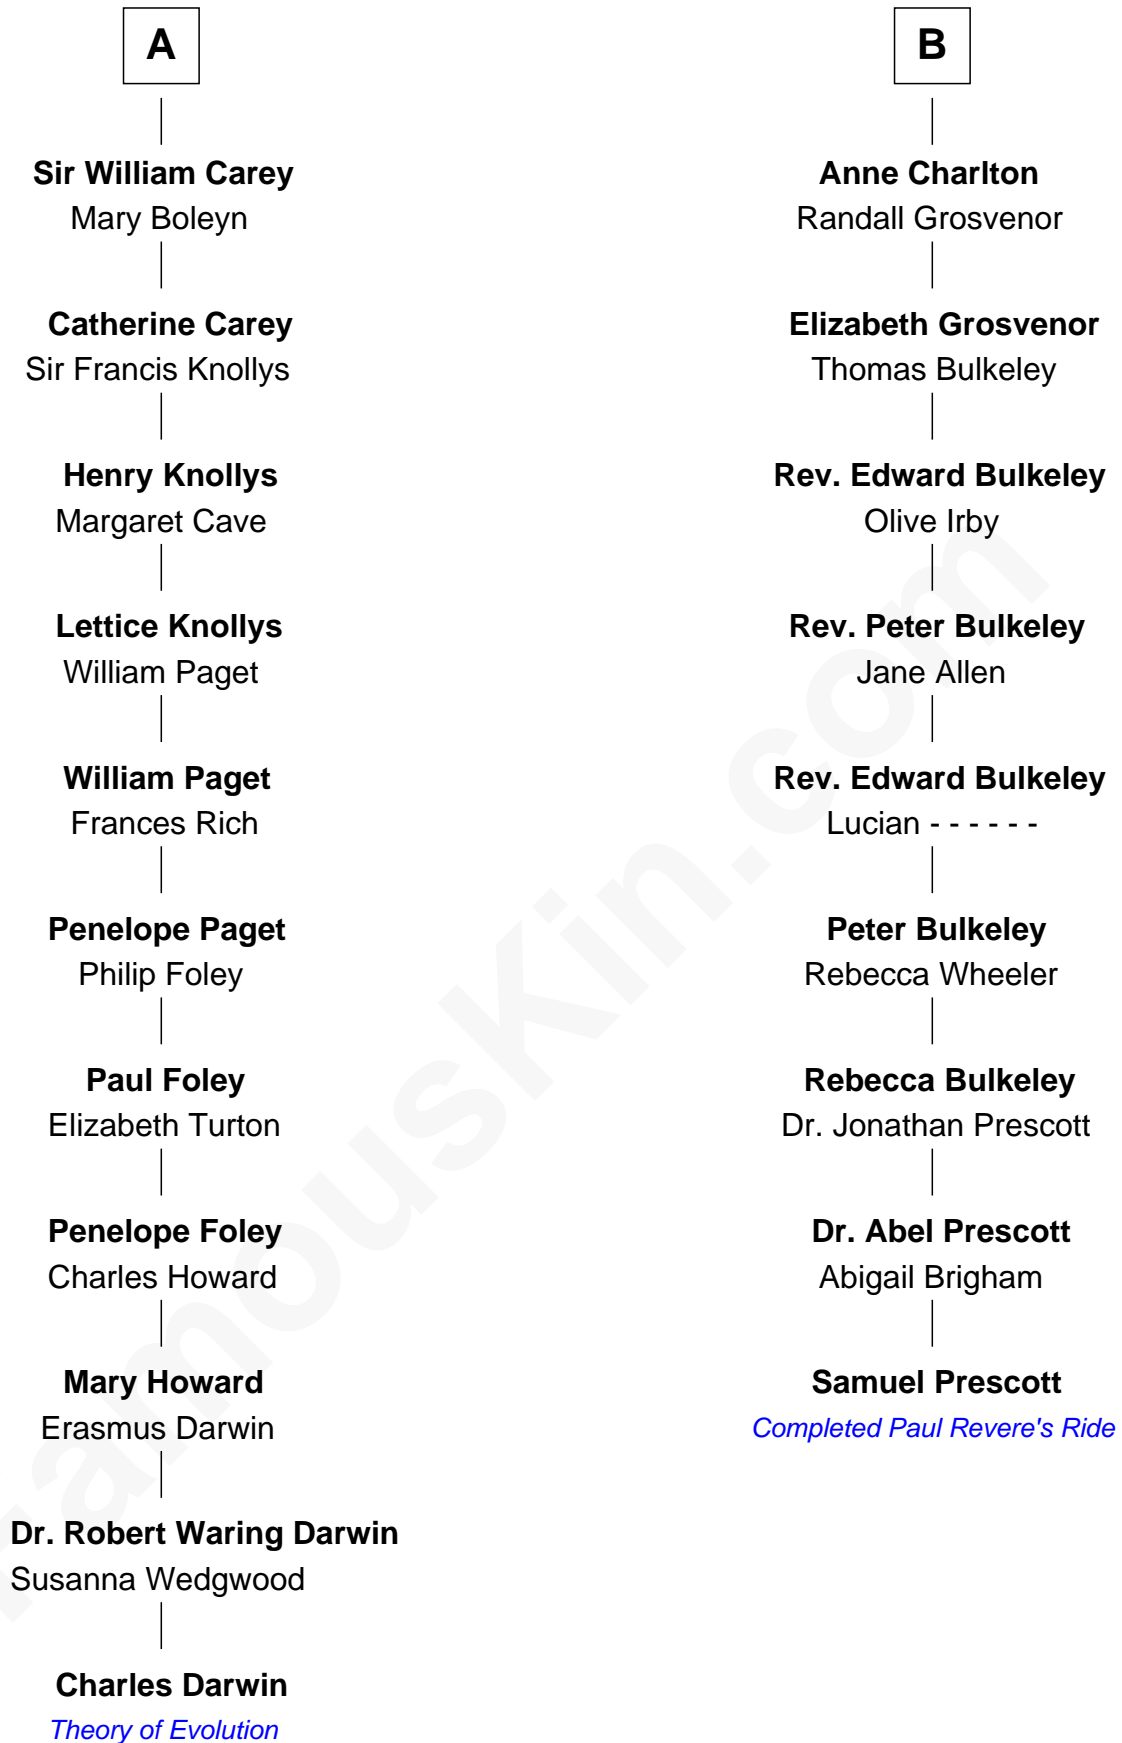 A
Sir William Carey
Mary Boleyn
Catherine Carey
Sir Francis Knollys
Henry Knollys
Margaret Cave
Lettice Knollys
William Paget
William Paget
Frances Rich
Penelope Paget
Philip Foley
Paul Foley
Elizabeth Turton
Penelope Foley
Charles Howard
Mary Howard
Erasmus Darwin
Dr. Robert Waring Darwin
Susanna Wedgwood
Charles Darwin
Theory of Evolution
B
Anne Charlton
Randall Grosvenor
Elizabeth Grosvenor
Thomas Bulkeley
Rev. Edward Bulkeley
Olive Irby
Rev. Peter Bulkeley
Jane Allen
Rev. Edward Bulkeley
Lucian - - - - - -
Peter Bulkeley
Rebecca Wheeler
Rebecca Bulkeley
Dr. Jonathan Prescott
Dr. Abel Prescott
Abigail Brigham
Samuel Prescott
Completed Paul Revere's Ride
FamousKin.com